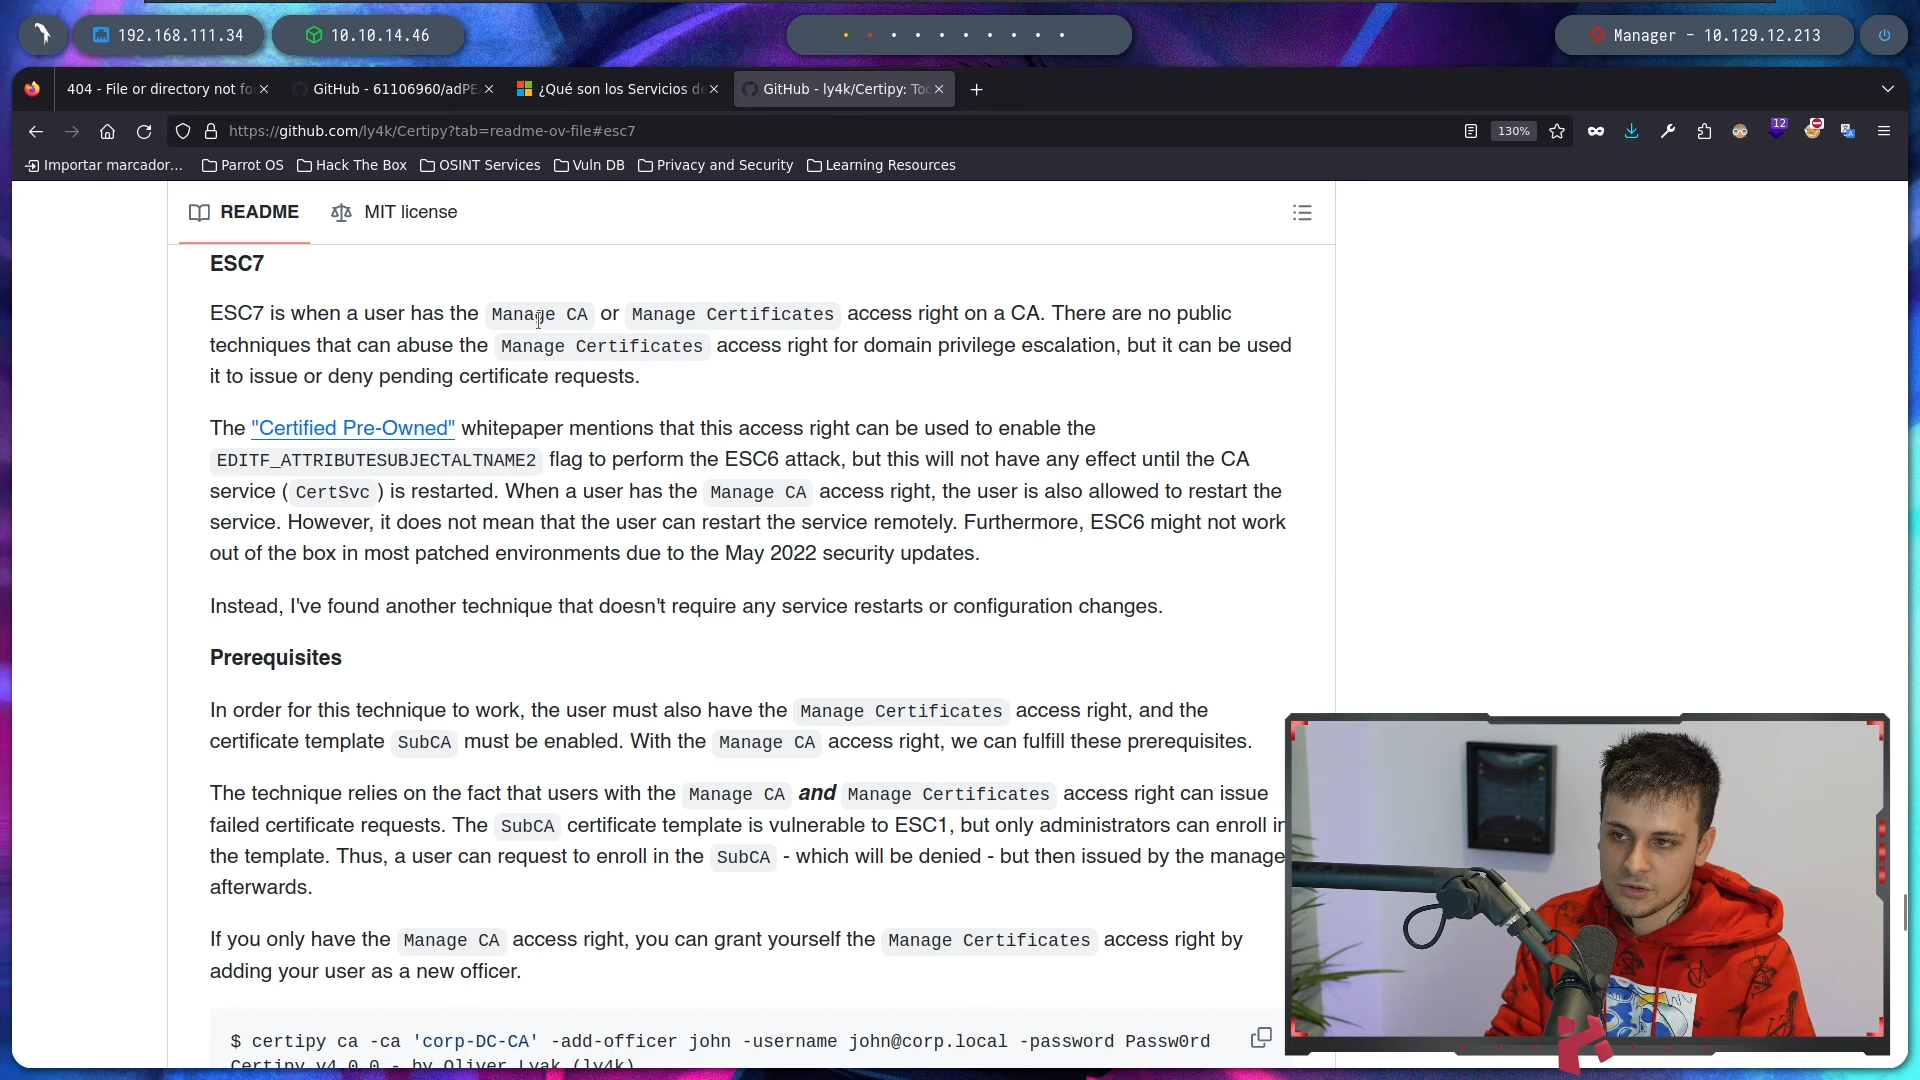 192.168.111.34
10.10.14.46
Manager - 10.129.12.213
404 - File or directory not fo
GitHub - 61106960/adPE
¿Qué son los Servicios de
GitHub - ly4k/Certipy: Too
https://github.com/ly4k/Certipy?tab=readme-ov-file#esc7
130%
12
Importar marcador...
Parrot OS
Hack The Box
OSINT Services
Vuln DB
Privacy and Security
Learning Resources
README
MIT license
ESC7
ESC7 is when a user has the Manage CA or Manage Certificates access right on a CA. There are no public
techniques that can abuse the Manage Certificates access right for domain privilege escalation, but it can be used
it to issue or deny pending certificate requests.
The "Certified Pre-Owned" whitepaper mentions that this access right can be used to enable the
EDITF_ATTRIBUTESUBJECTALTNAME2 flag to perform the ESC6 attack, but this will not have any effect until the CA
service ( CertSvc ) is restarted. When a user has the Manage CA access right, the user is also allowed to restart the
service. However, it does not mean that the user can restart the service remotely. Furthermore, ESC6 might not work
out of the box in most patched environments due to the May 2022 security updates.
Instead, I've found another technique that doesn't require any service restarts or configuration changes.
Prerequisites
In order for this technique to work, the user must also have the Manage Certificates access right, and the
certificate template SubCA must be enabled. With the Manage CA access right, we can fulfill these prerequisites.
The technique relies on the fact that users with the Manage CA and Manage Certificates access right can issue
failed certificate requests. The SubCA certificate template is vulnerable to ESC1, but only administrators can enroll in
the template. Thus, a user can request to enroll in the SubCA - which will be denied - but then issued by the manage
afterwards.
If you only have the Manage CA access right, you can grant yourself the Manage Certificates access right by
adding your user as a new officer.
$ certipy ca -ca 'corp-DC-CA' -add-officer john -username john@corp.local -password Passw0rd
Certipy v4.0.0 - by Oliver Lyak (ly4k)